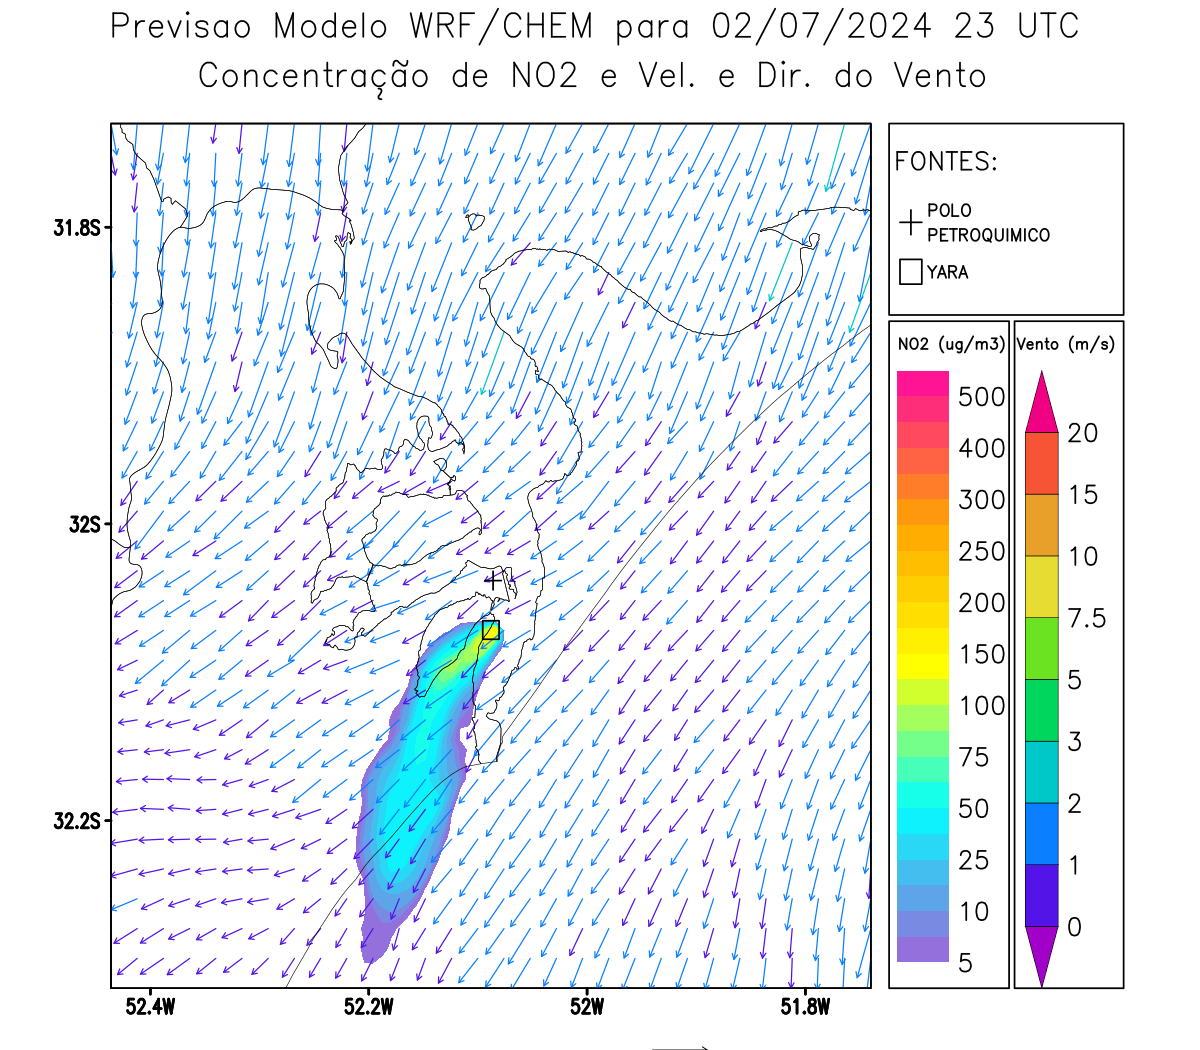 Previsao Modelo WRF/CHEM para 02/07/2024 23 UTC
Concentração de NO2 e Vel. e Dir. do Vento
FONTES:
POLO
PETROQUIMICO
YARA
NO2 (ug/m3)
500
400
300
250
200
150
100
75
50
25
10
5
Vento (m/s)
20
15
10
7.5
5
3
2
1
0
31.8S
32S
32.2S
52.4W 52.2W 52W 51.8W